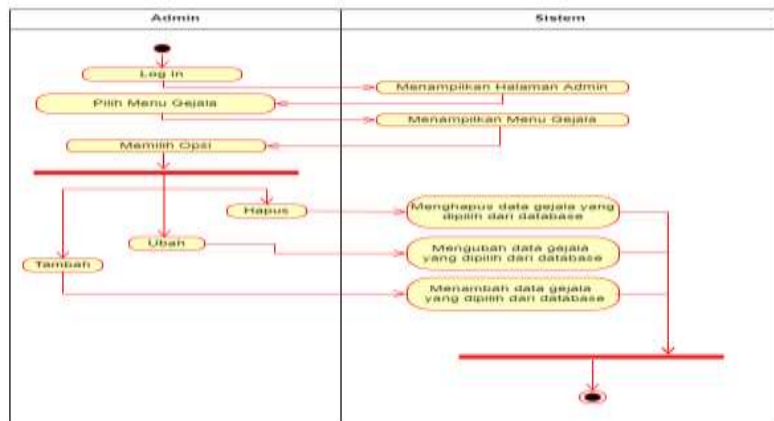 Admin
Sistem
Log In
Menampilkan Halaman Admin
Pilih Menu Gejala
Menampilkan Menu Gejala
Memilih Opsi
Hapus
Menghapus data gejala yang
dipilih dari database
Ubah
Mengubah data gejala
yang dipilih dari database
Tambah
Menambah data gejala
yang dipilih dari database